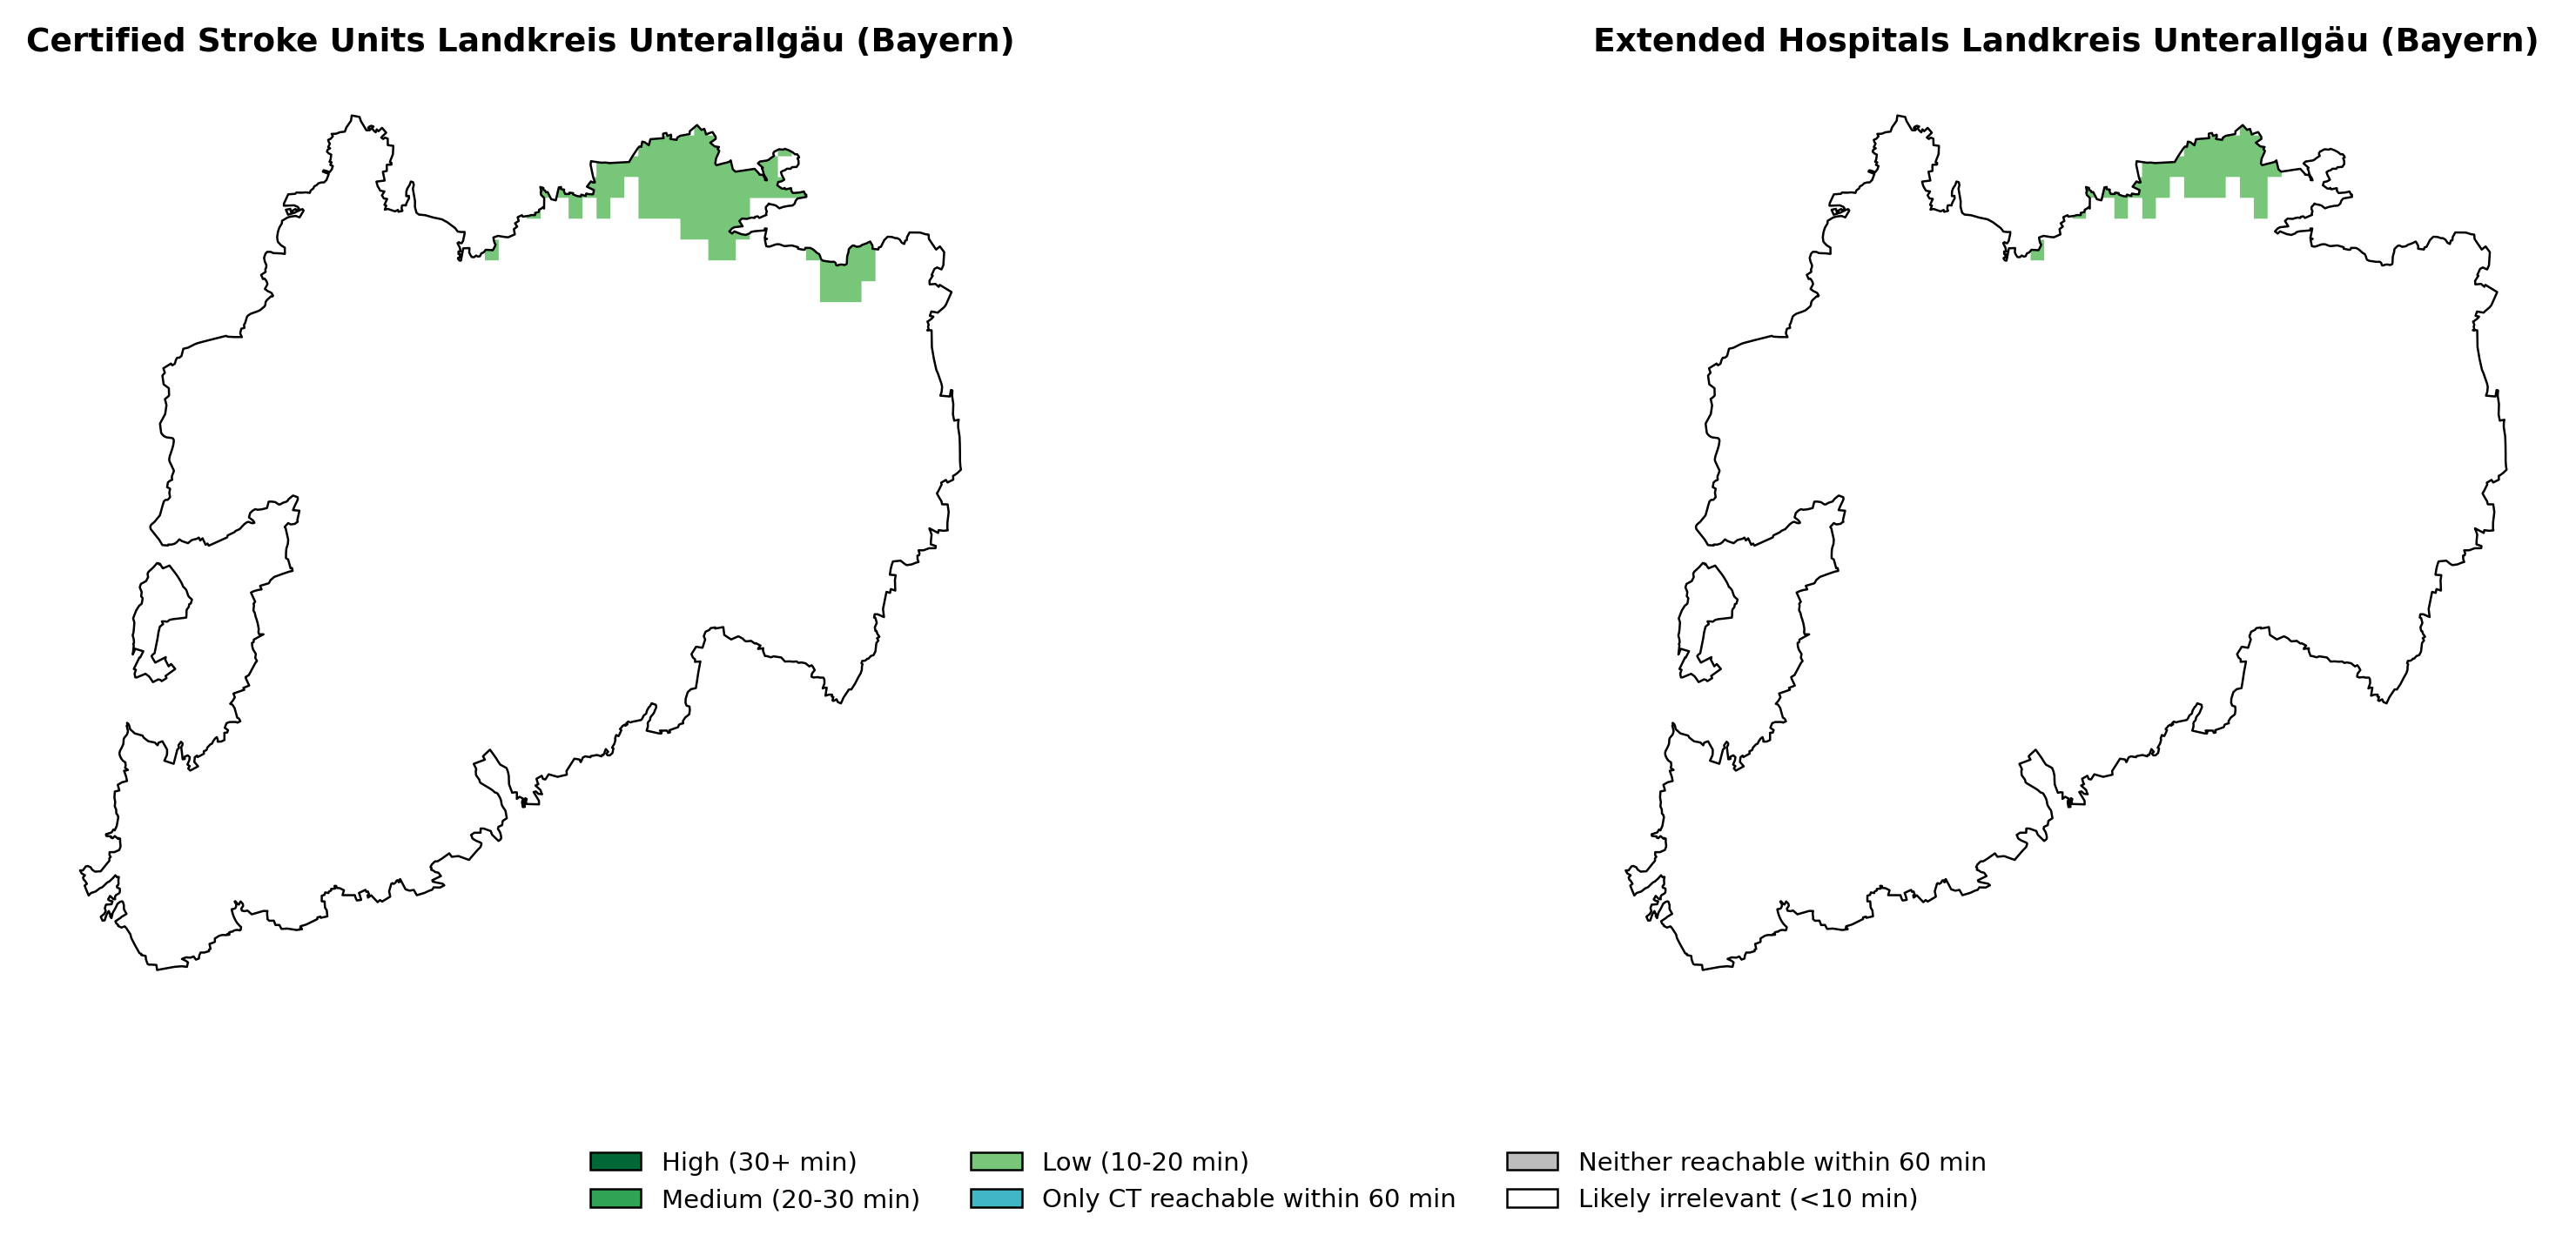 Certified Stroke Units Landkreis Unterallgäu (Bayern)
Extended Hospitals Landkreis Unterallgäu (Bayern)
High (30+ min)
Medium (20-30 min)
Low (10-20 min)
Only CT reachable within 60 min
Neither reachable within 60 min
Likely irrelevant (<10 min)